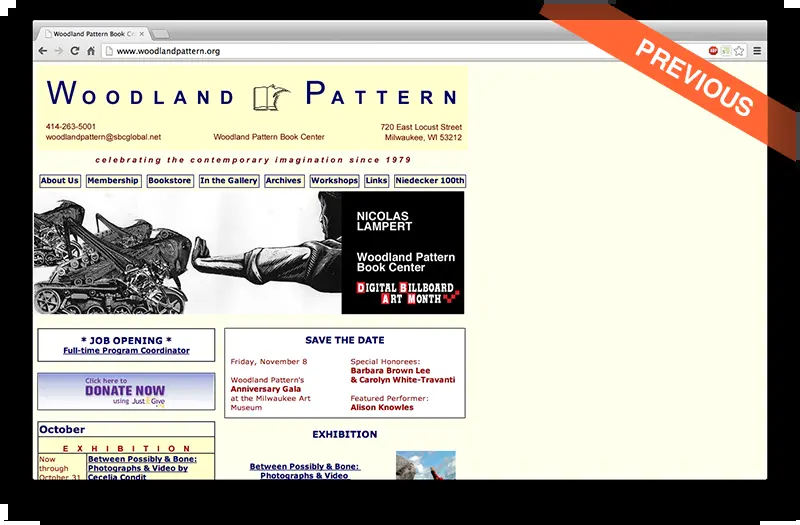 PREVIOUS
Woodland Pattern Book C
www.woodlandpattern.org
WOODLAND PATTERN
414-263-5001
woodlandpattern@sbcglobal.net
Woodland Pattern Book Center
720 East Locust Street
Milwaukee, WI 53212
celebrating the contemporary imagination since 1979
About Us Membership Bookstore In the Gallery Archives Workshops Links Niedecker 100th
NICOLAS
LAMPERT
Woodland Pattern
Book Center
DIGITAL BILLBOARD
ART MONTH
* JOB OPENING *
Full-time Program Coordinator
Click here to
DONATE NOW
using Just Give
October
EXHIBITION
Now
through
October 31
Between Possibly & Bone:
Photographs & Video by
Cecelia Condit
SAVE THE DATE
Friday, November 8
Woodland Pattern's
Anniversary Gala
at the Milwaukee Art
Museum
Special Honorees:
Barbara Brown Lee
& Carolyn White-Travanti
Featured Performer:
Alison Knowles
EXHIBITION
Between Possibly & Bone:
Photographs & Video